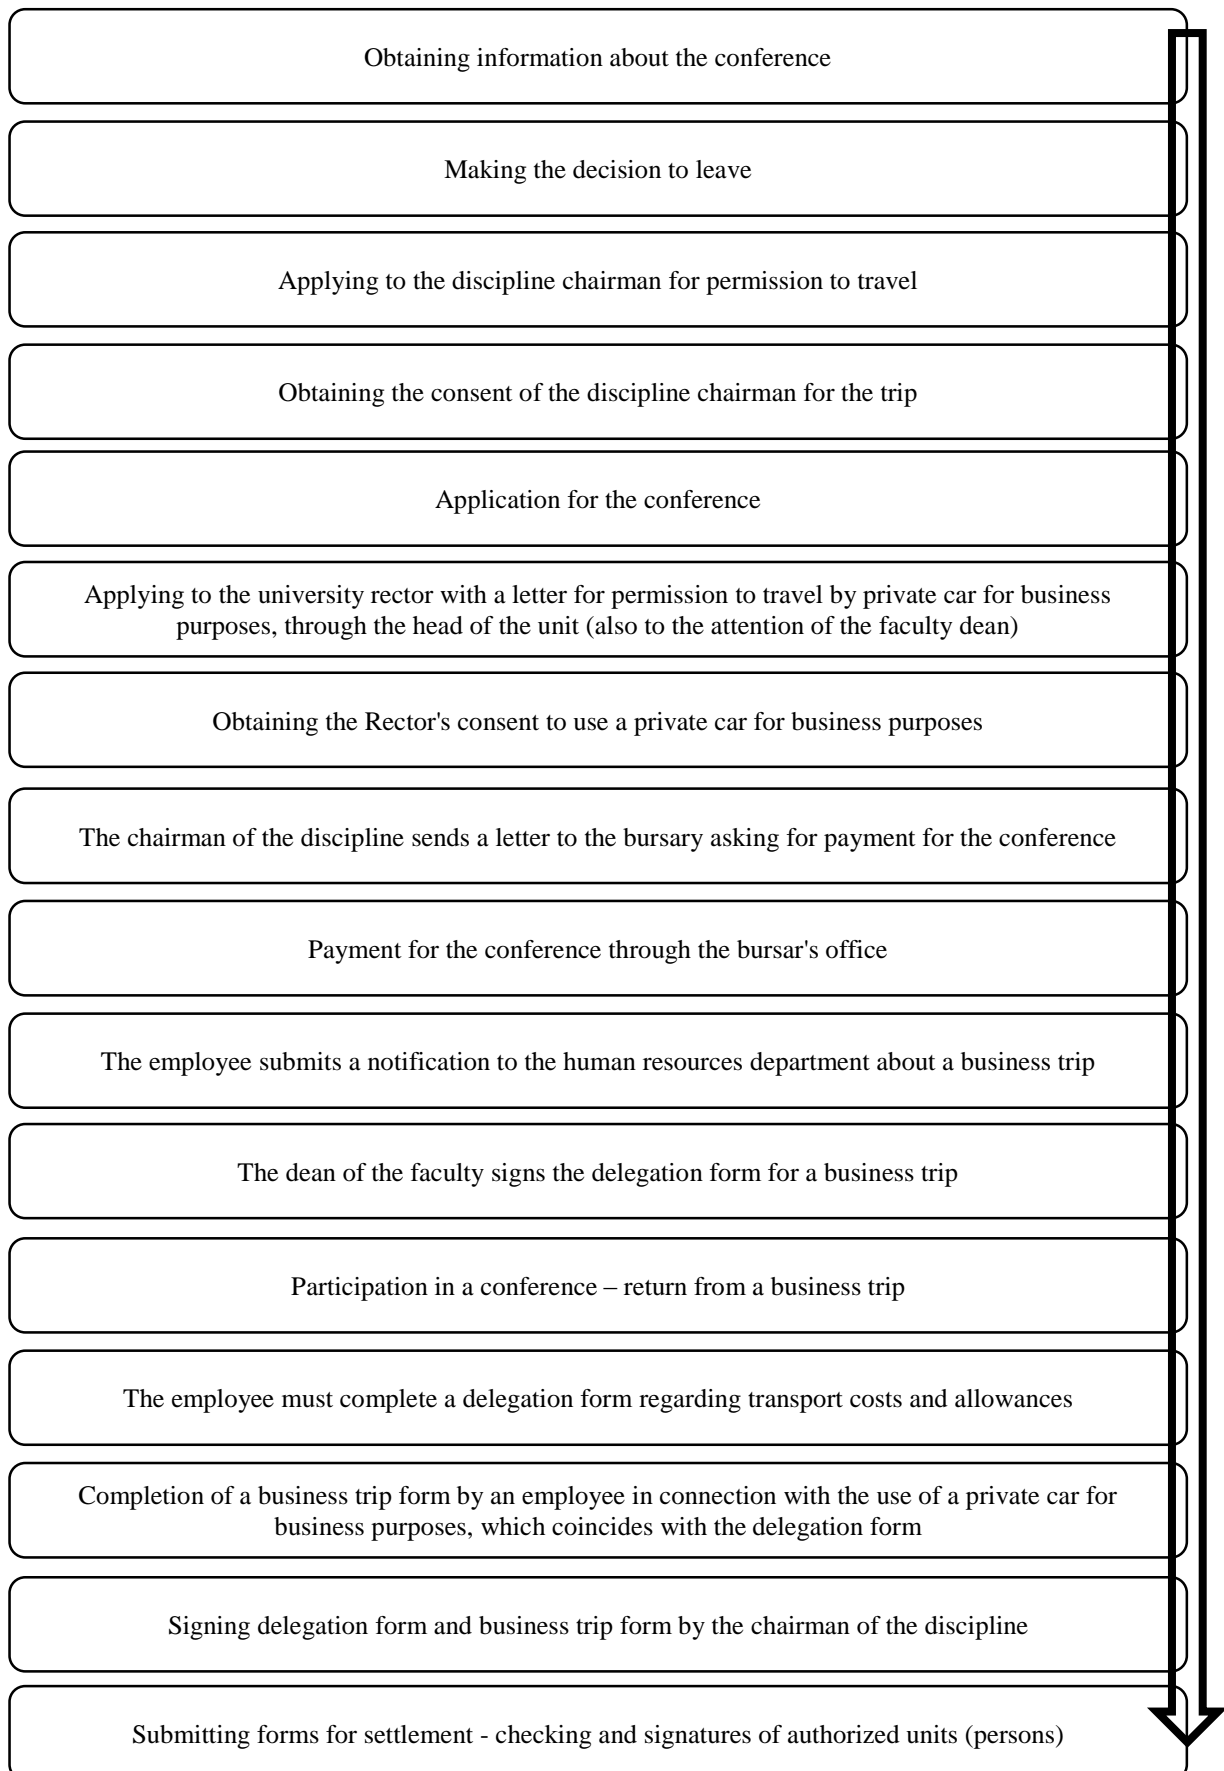 Obtaining information about the conference
Making the decision to leave
Applying to the discipline chairman for permission to travel
Obtaining the consent of the discipline chairman for the trip
Application for the conference
Applying to the university rector with a letter for permission to travel by private car for business
purposes, through the head of the unit (also to the attention of the faculty dean)
Obtaining the Rector's consent to use a private car for business purposes
The chairman of the discipline sends a letter to the bursary asking for payment for the conference
Payment for the conference through the bursar's office
The employee submits a notification to the human resources department about a business trip
The dean of the faculty signs the delegation form for a business trip
Participation in a conference – return from a business trip
The employee must complete a delegation form regarding transport costs and allowances
Completion of a business trip form by an employee in connection with the use of a private car for
business purposes, which coincides with the delegation form
Signing delegation form and business trip form by the chairman of the discipline
Submitting forms for settlement - checking and signatures of authorized units (persons)